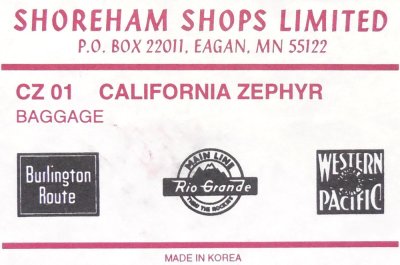 SHOREHAM SHOPS LIMITED
P.O. BOX 22011, EAGAN, MN 55122
CZ 01 CALIFORNIA ZEPHYR
BAGGAGE
Burlington
Route
MAIN LINE
Rio Grande
THRU THE ROCKIES
WESTERN
PACIFIC
MADE IN KOREA